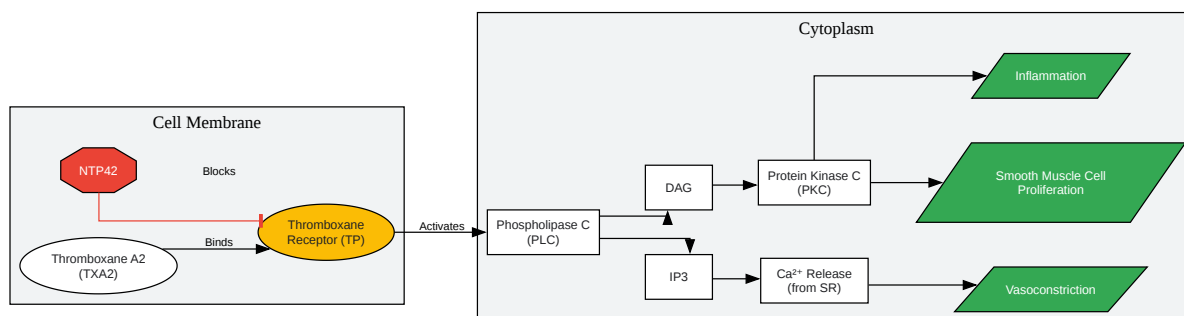 Cell Membrane
NTP42
Blocks
Thromboxane A2
(TXA2)
Binds
Thromboxane
Receptor (TP)
Activates
Cytoplasm
Phospholipase C
(PLC)
DAG
Protein Kinase C
(PKC)
Inflammation
Smooth Muscle Cell
Proliferation
IP3
Ca²⁺ Release
(from SR)
Vasoconstriction